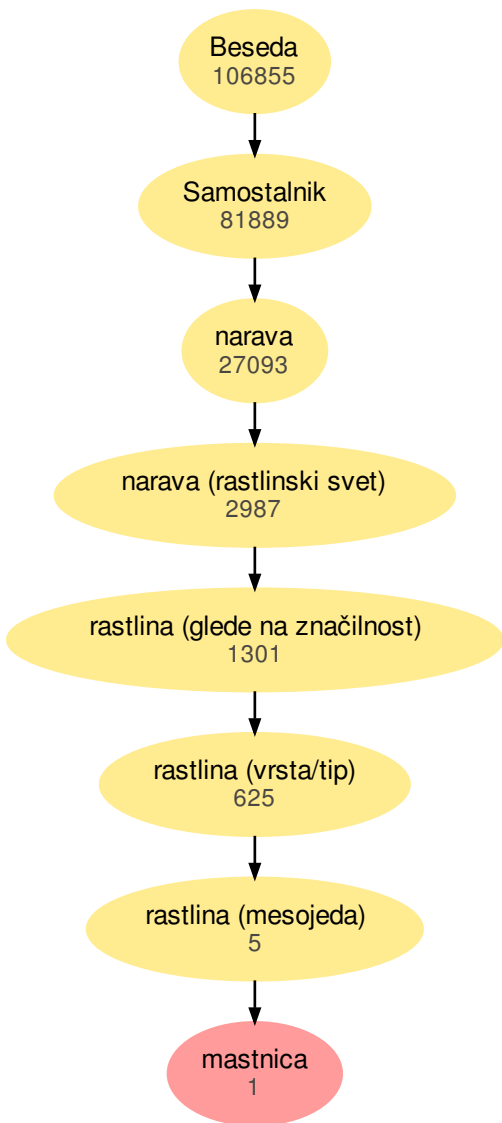 Beseda
106855
Samostalnik
81889
narava
27093
narava (rastlinski svet)
2987
rastlina (glede na značilnost)
1301
rastlina (vrsta/tip)
625
rastlina (mesojeda)
5
mastnica
1